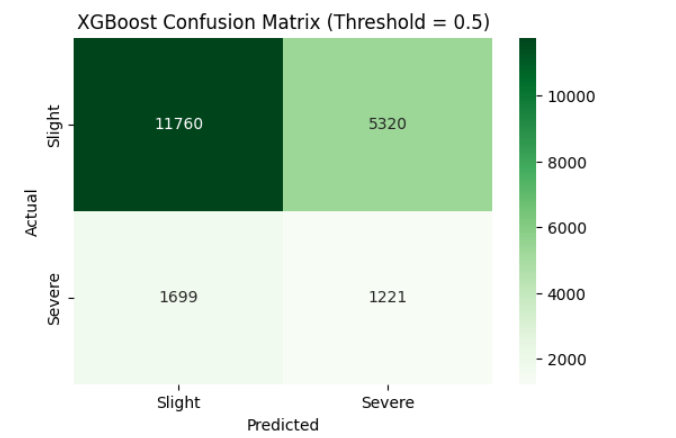 XGBoost Confusion Matrix (Threshold = 0.5)
Actual
Slight
11760
5320
Severe
1699
1221
Slight
Severe
Predicted
10000
8000
6000
4000
2000